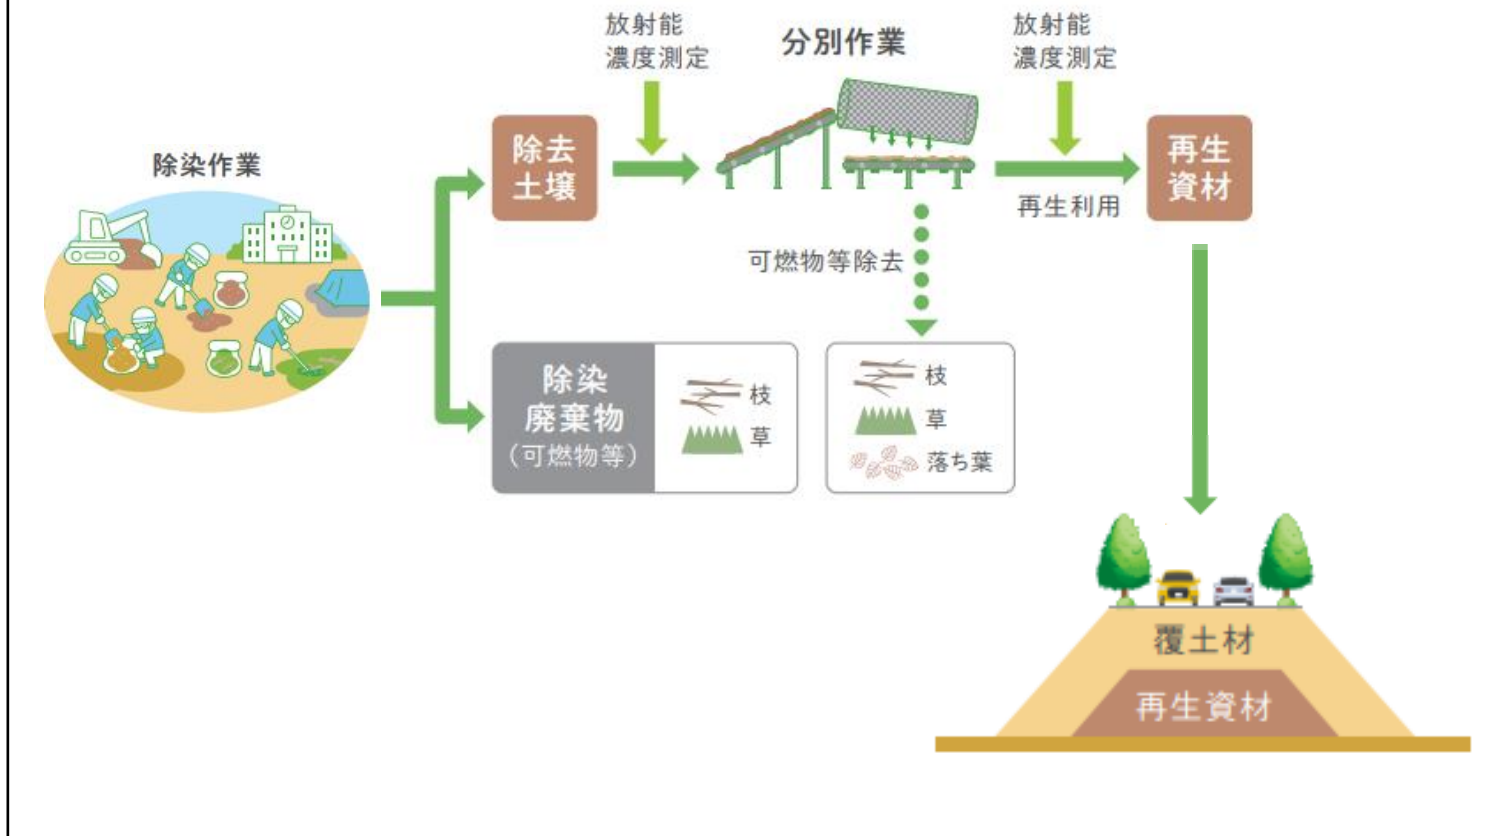 除染作業
除去
土壌
放射能
濃度測定
分別作業
放射能
濃度測定
再生利用
再生
資材
可燃物等除去
除染
廃棄物
（可燃物等）
枝
草
枝
草
落ち葉
覆土材
再生資材